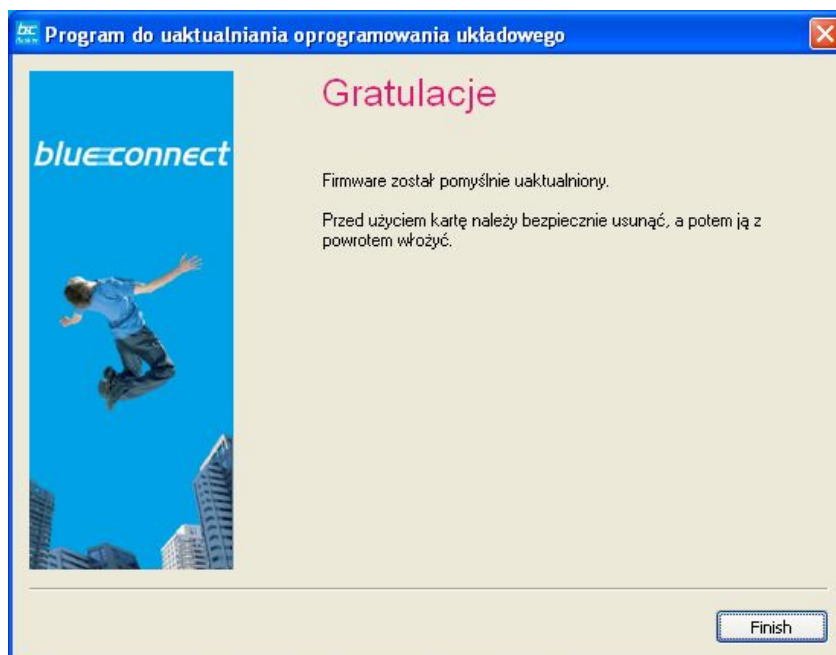 bc
Program do uaktualniania oprogramowania układowego
Gratulacje
blueconnect
Firmware został pomyślnie uaktualniony.
Przed użyciem kartę należy bezpiecznie usunąć, a potem ją z
powrotem włożyć.
Finish